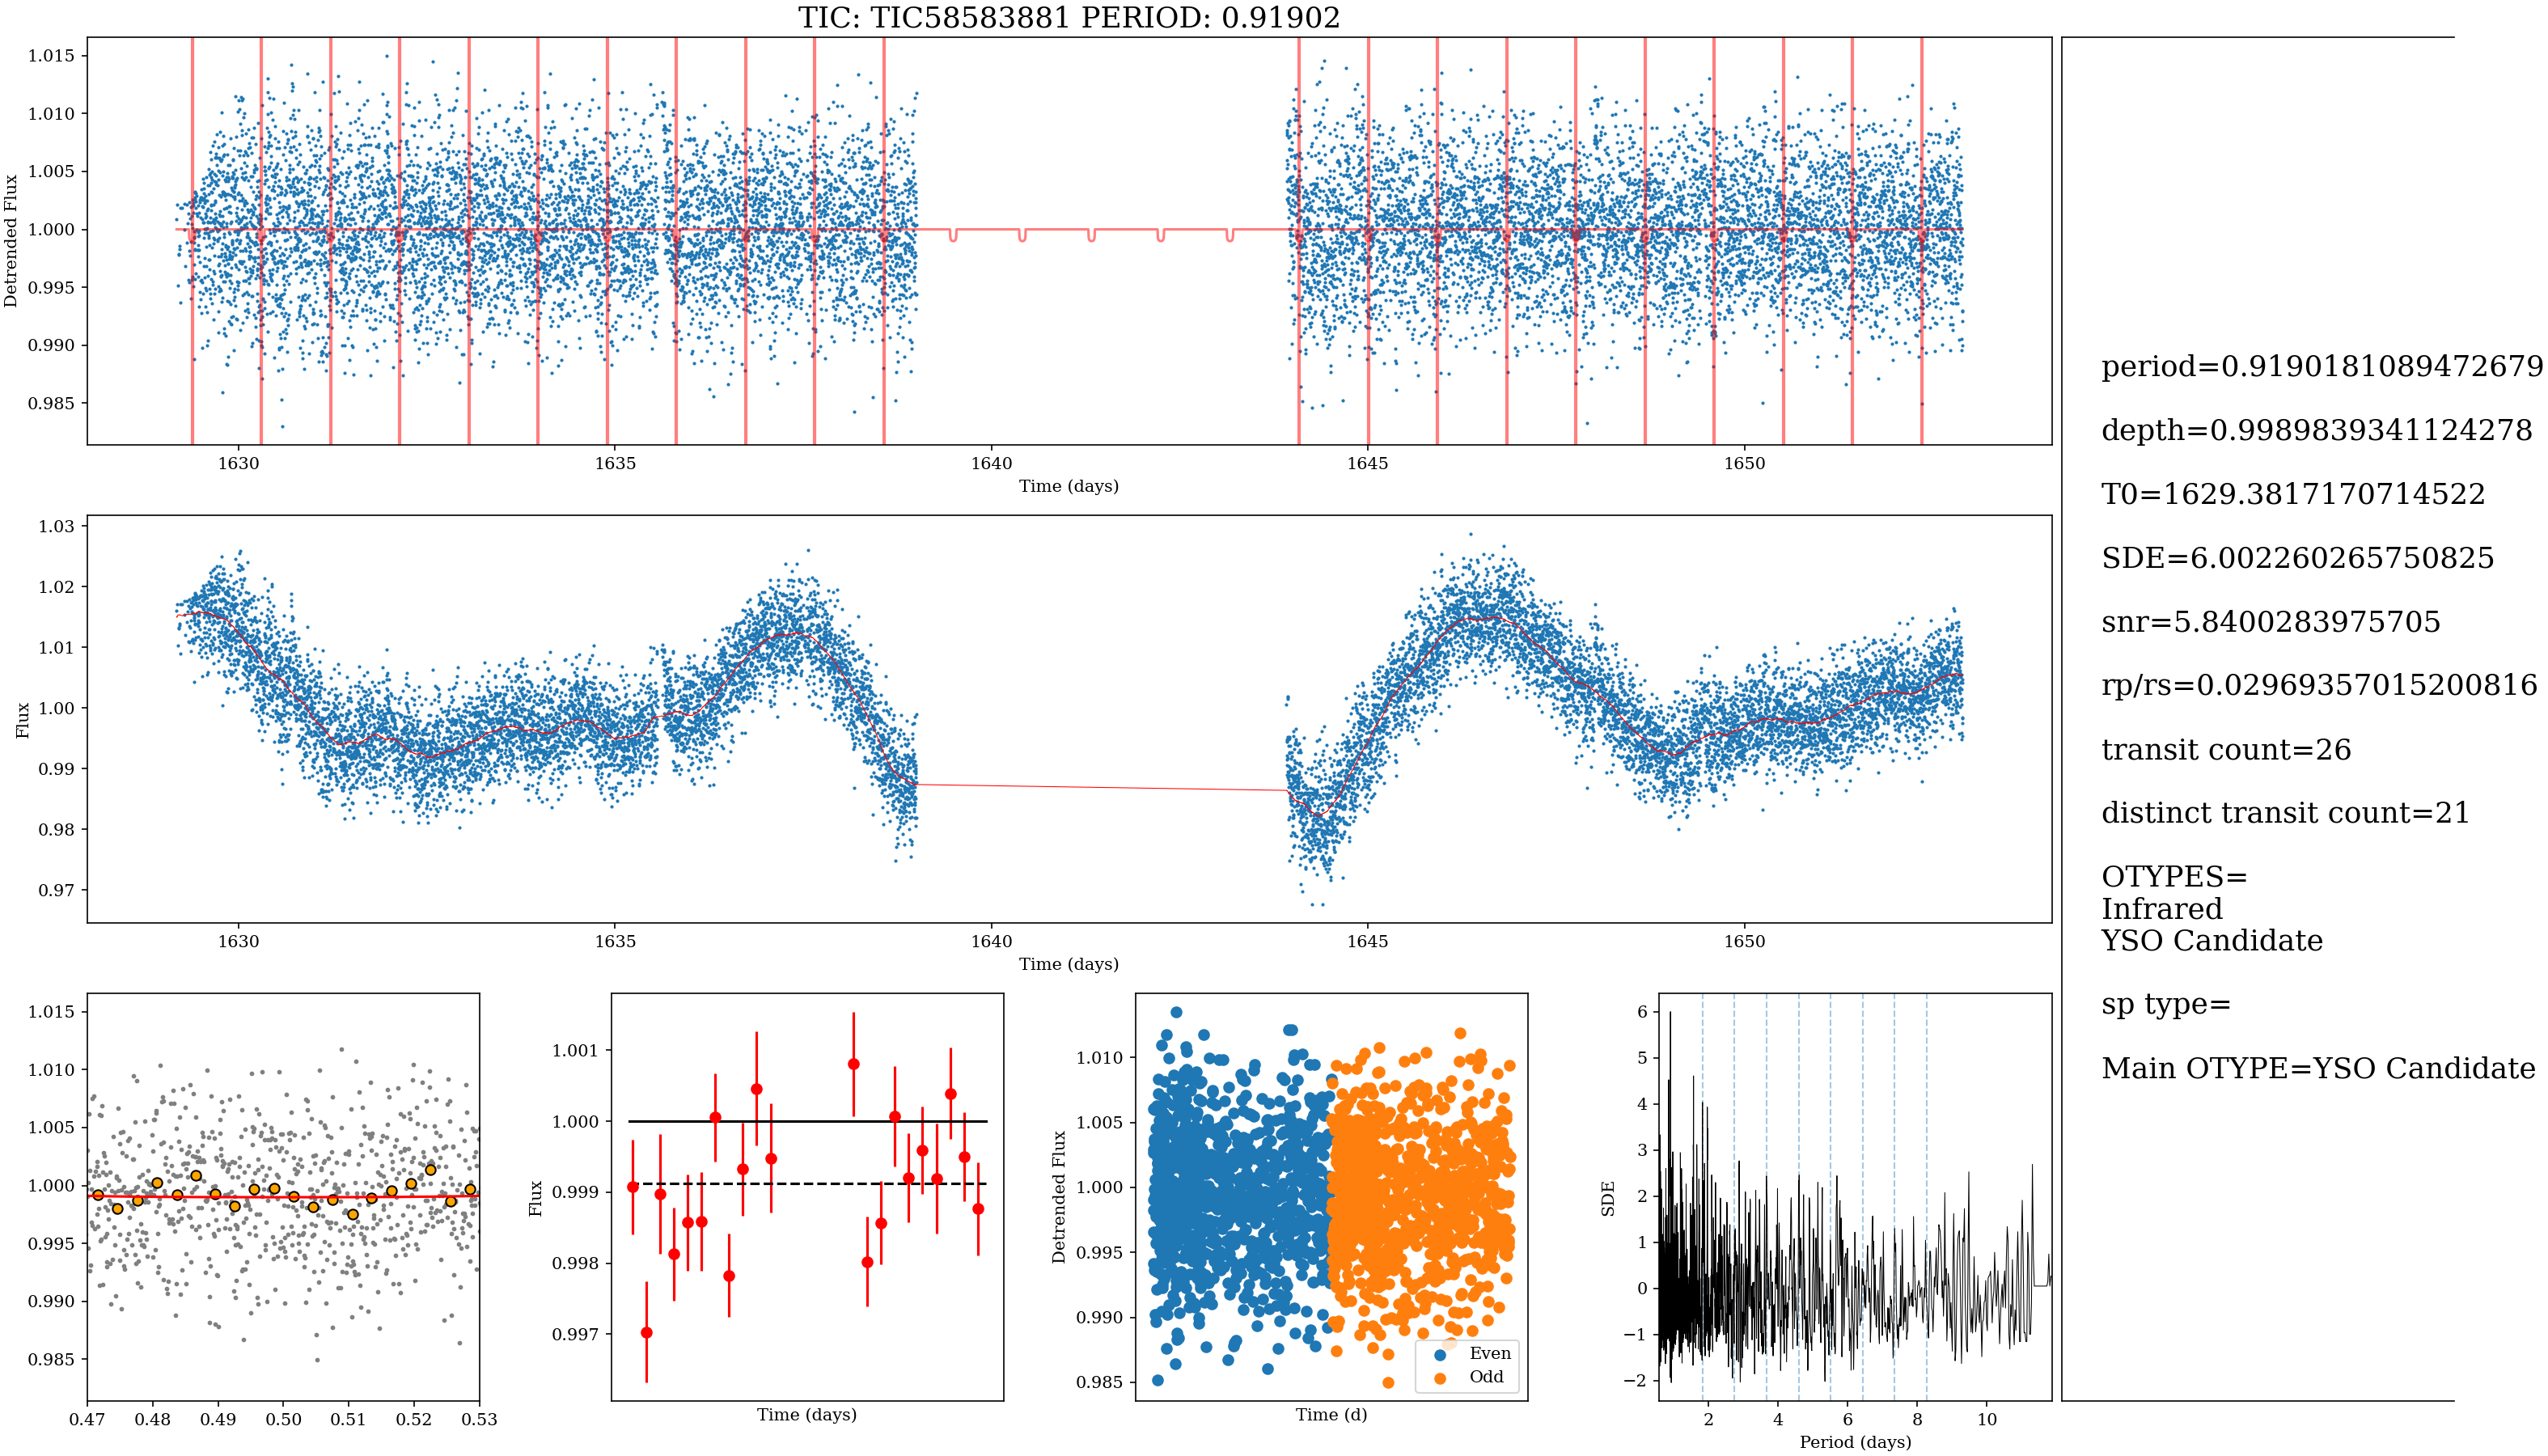 TIC: TIC58583881 PERIOD: 0.91902
1.015
1.010
1.005
1.000
0.995
0.990
0.985
Detrended Flux
1630 1635 1640 1645 1650
Time (days)
1.03
1.02
1.01
1.00
0.99
0.98
0.97
Flux
1630 1635 1640 1645 1650
Time (days)
1.015
1.010
1.005
1.000
0.995
0.990
0.985
0.47 0.48 0.49 0.50 0.51 0.52 0.53
1.001
1.000
0.999
0.998
0.997
Flux
Time (days)
1.010
1.005
1.000
0.995
0.990
0.985
Detrended Flux
Even
Odd
Time (d)
6
5
4
3
2
1
0
−1
−2
SDE
2 4 6 8 10
Period (days)
period=0.9190181089472679
depth=0.9989839341124278
T0=1629.3817170714522
SDE=6.002260265750825
snr=5.8400283975705
rp/rs=0.02969357015200816
transit count=26
distinct transit count=21
OTYPES=
Infrared
YSO Candidate
sp type=
Main OTYPE=YSO Candidate